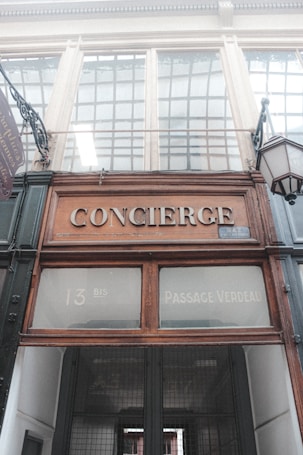 CONCIERGE
13 BIS
PASSAGE VERDEAU